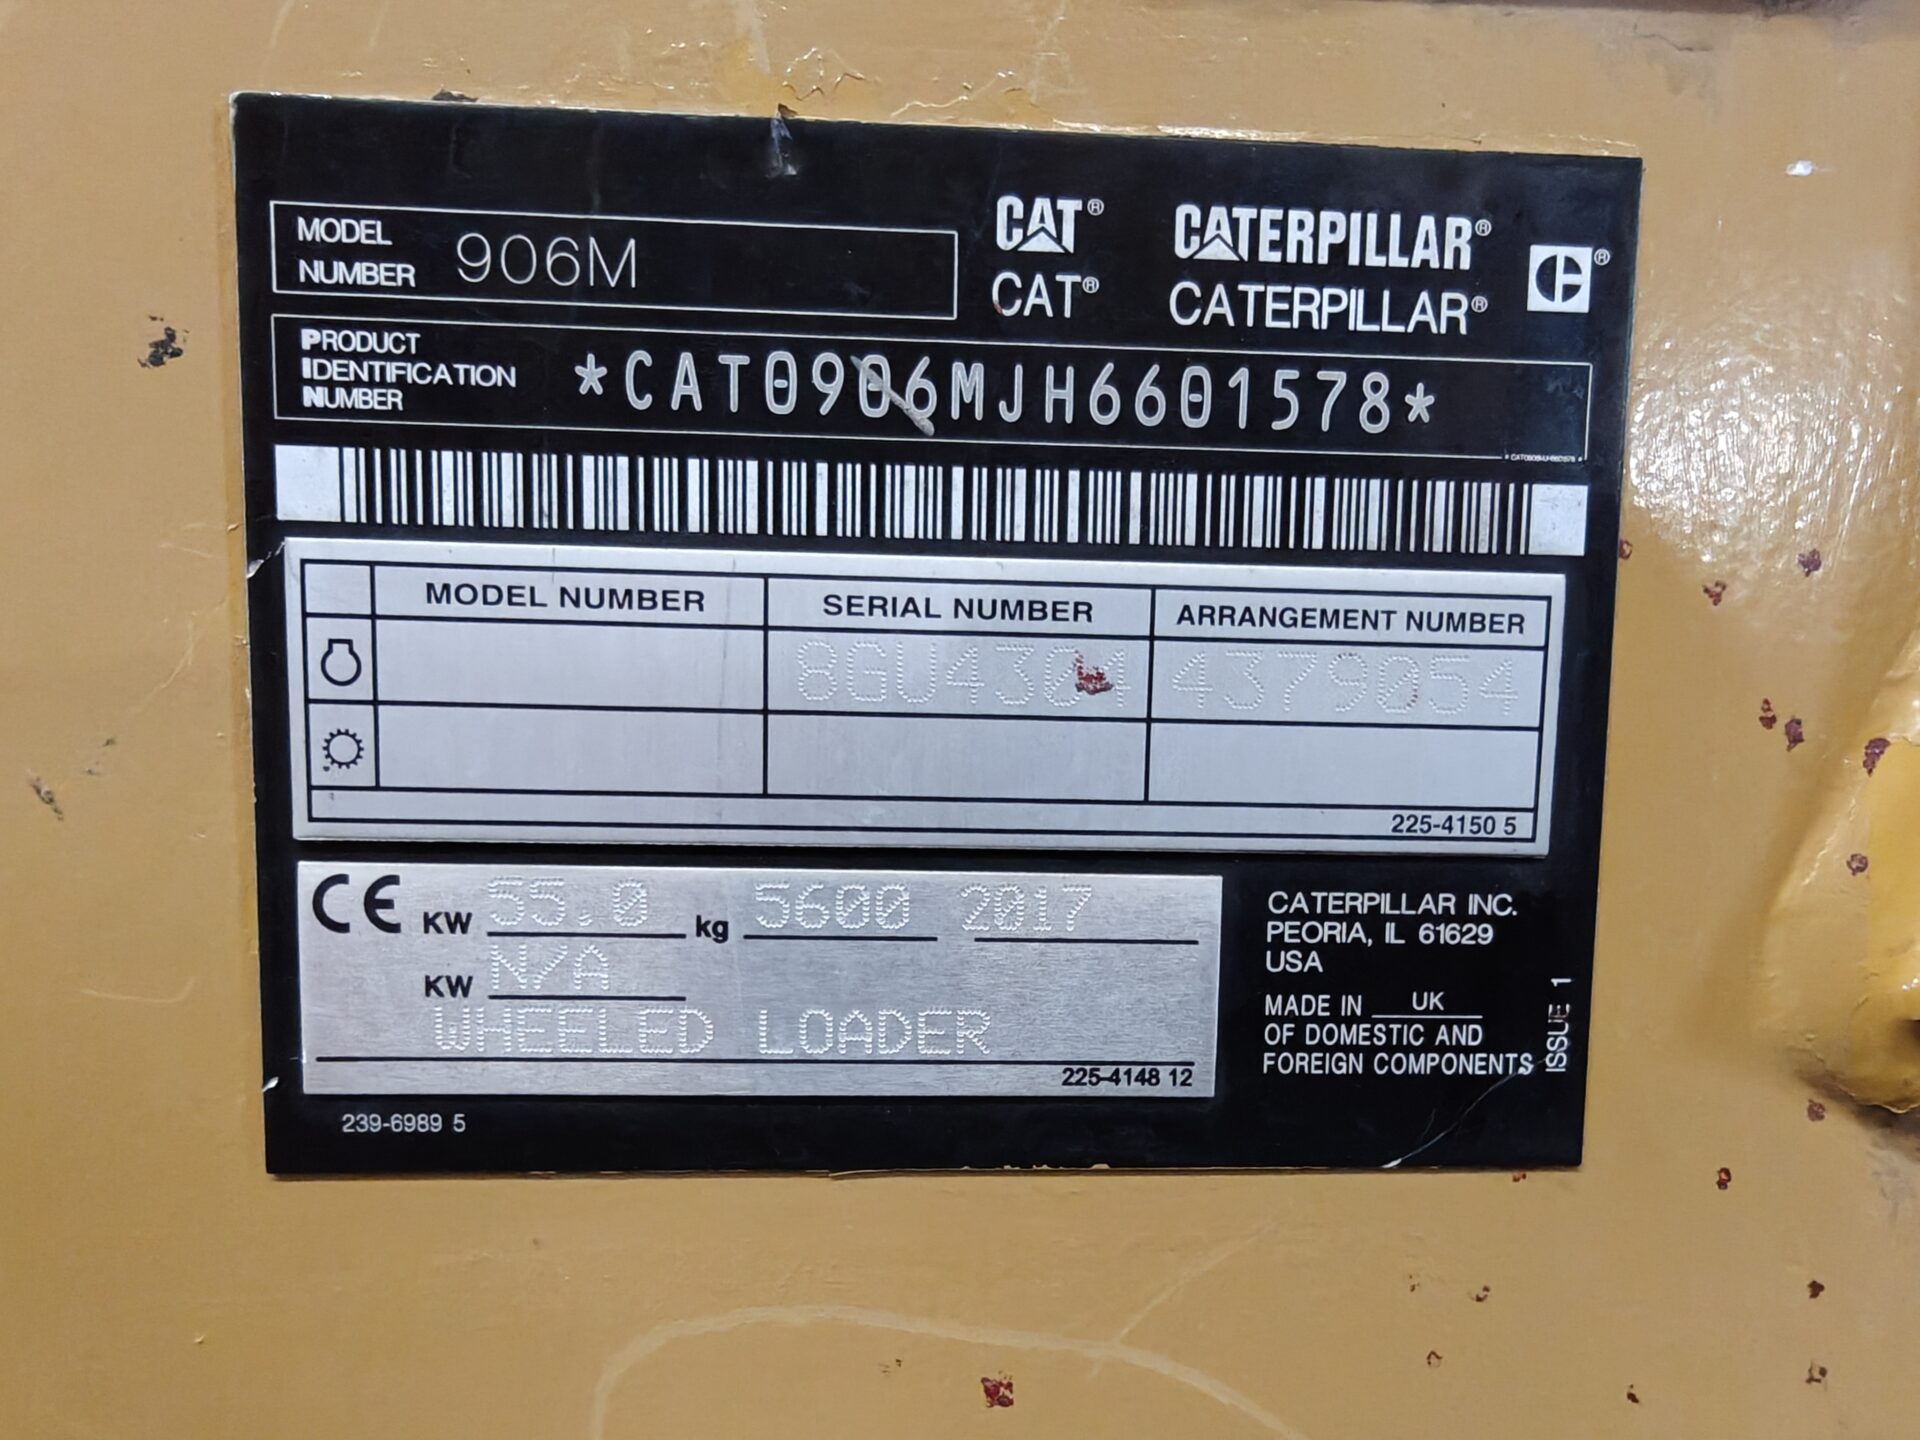 MODEL NUMBER 906M
CAT® CATERPILLAR®
CAT® CATERPILLAR®
PRODUCT IDENTIFICATION NUMBER *CAT0906MJH6601578*
MODEL NUMBER SERIAL NUMBER ARRANGEMENT NUMBER
8GU4304 4379054
225-4150 5
CE KW 55.0 kg 5600 2017
KW N/A
WHEELED LOADER
225-4148 12
239-6989 5
CATERPILLAR INC.
PEORIA, IL 61629
USA
MADE IN UK
OF DOMESTIC AND
FOREIGN COMPONENTS
ISSUE 1